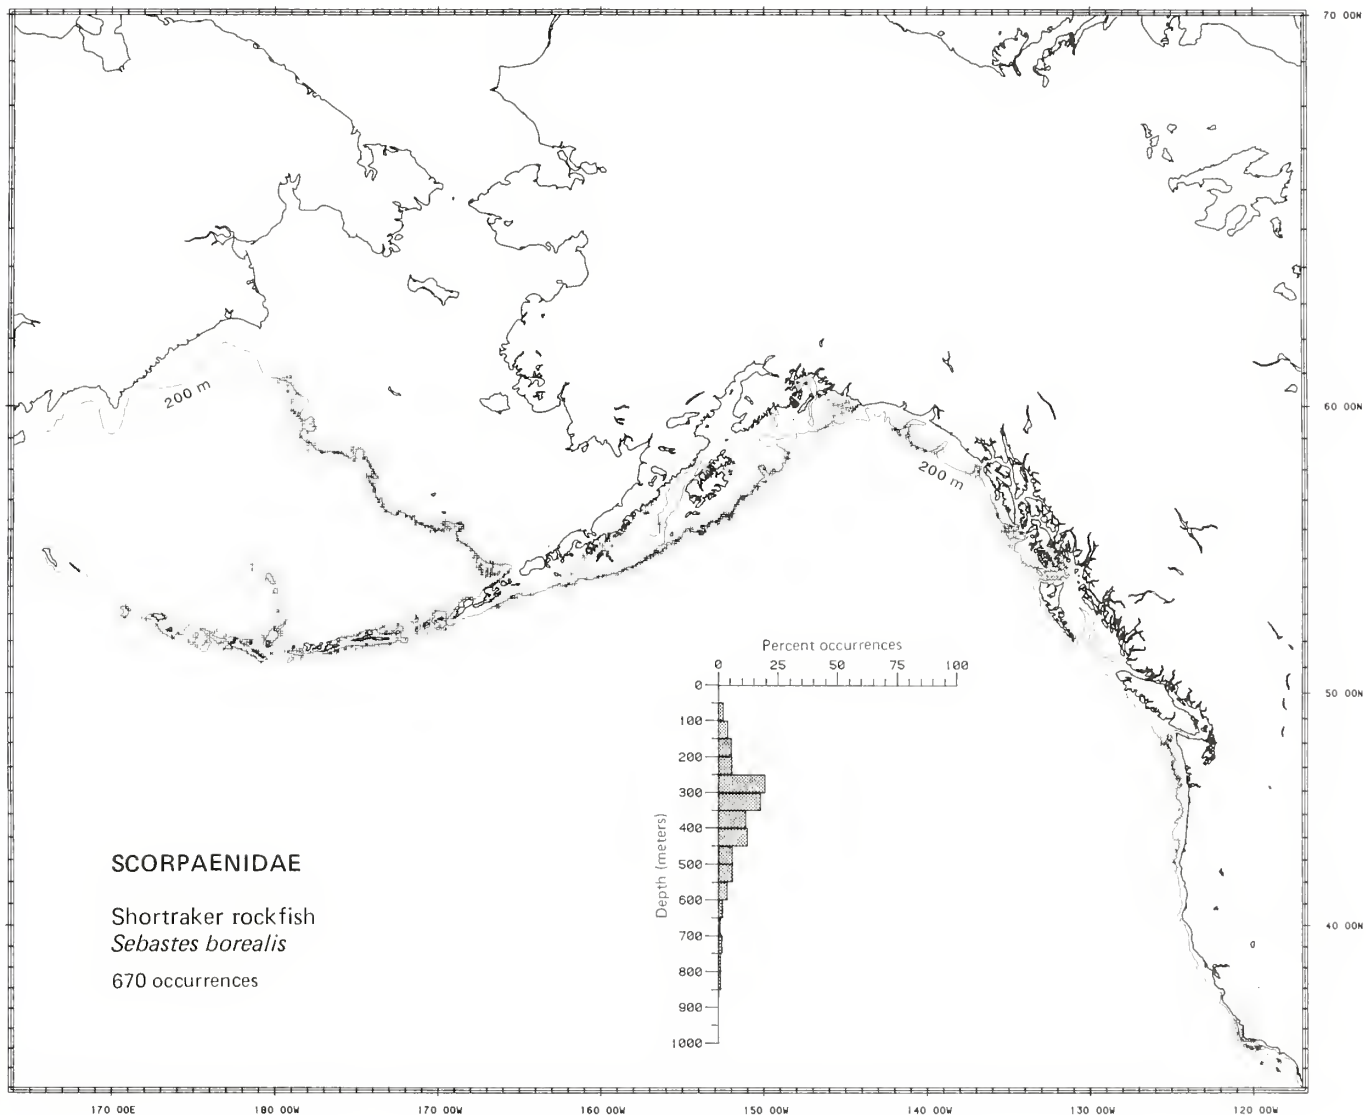 70 00N
200 m
60 00N
200 m
Percent occurrences
0 25 50 75 100
50 00N
0
100
200
300
400
500
600
700
800
900
1000
Depth (meters)
SCORPAENIDAE
Shortraker rockfish
Sebastes borealis
670 occurrences
40 00N
170 00E 180 00W 170 00W 160 00W 150 00W 140 00W 130 00W 120 00W